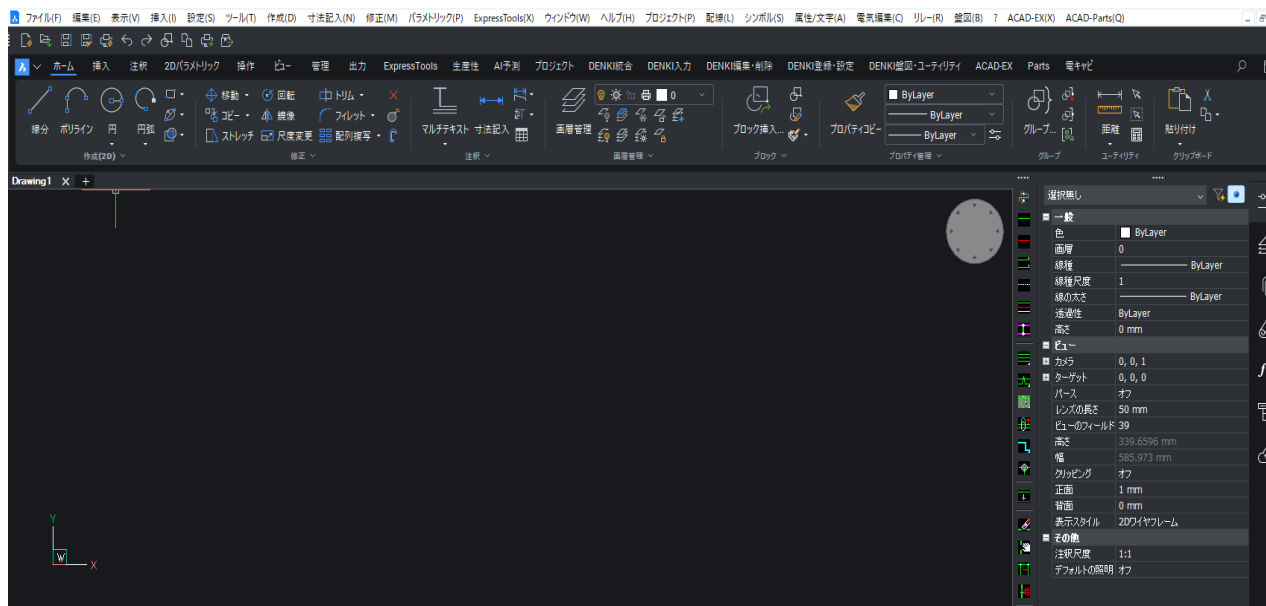 ファイル(F) 編集(E) 表示(V) 挿入(I) 設定(S) ツール(T) 作成(D) 寸法記入(N) 修正(M) パラメトリック(P) ExpressTools(X) ウィンドウ(W) ヘルプ(H) プロジェクト(P) 配線(L) シンボル(S) 属性/文字(A) 電気編集(C) リレー(R) 盤図(B) ? ACAD-EX(X) ACAD-Parts(Q)
ホーム 挿入 注釈 2Dパラメトリック 操作 ビュー 管理 出力 ExpressTools 生産性 AI予測 プロジェクト DENKI統合 DENKI入力 DENKI編集・削除 DENKI登録・設定 DENKI盤図・ユーティリティ ACAD-EX Parts 電キャビ
線分 ポリライン 円 円弧
移動 回転 トリム
コピー 鏡像 フィレット
ストレッチ 尺度変更 配列複写
マルチテキスト 寸法記入
画層管理 0
ブロック挿入...
プロパティコピー
ByLayer
ByLayer
ByLayer
グループ... 距離 貼り付け
作成(2D) 修正 注釈 画層管理 ブロック プロパティ管理 グループ ユーティリティ クリップボード
Drawing1 X +
選択無し
一般
色 ByLayer
画層 0
線種 ByLayer
線種尺度 1
線の太さ ByLayer
透過性 ByLayer
高さ 0 mm
ビュー
カメラ 0, 0, 1
ターゲット 0, 0, 0
パース オフ
レンズの長さ 50 mm
ビューのフィールド 39
高さ 339.6596 mm
幅 585.973 mm
クリッピング オフ
正面 1 mm
背面 0 mm
表示スタイル 2Dワイヤフレーム
その他
注釈尺度 1:1
デフォルトの照明 オフ
Y
W
X